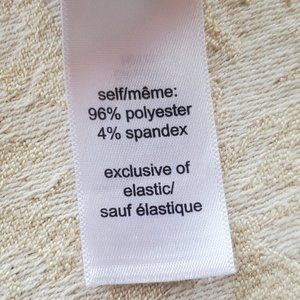 self/même:
96% polyester
4% spandex
exclusive of
elastic/
sauf élastique